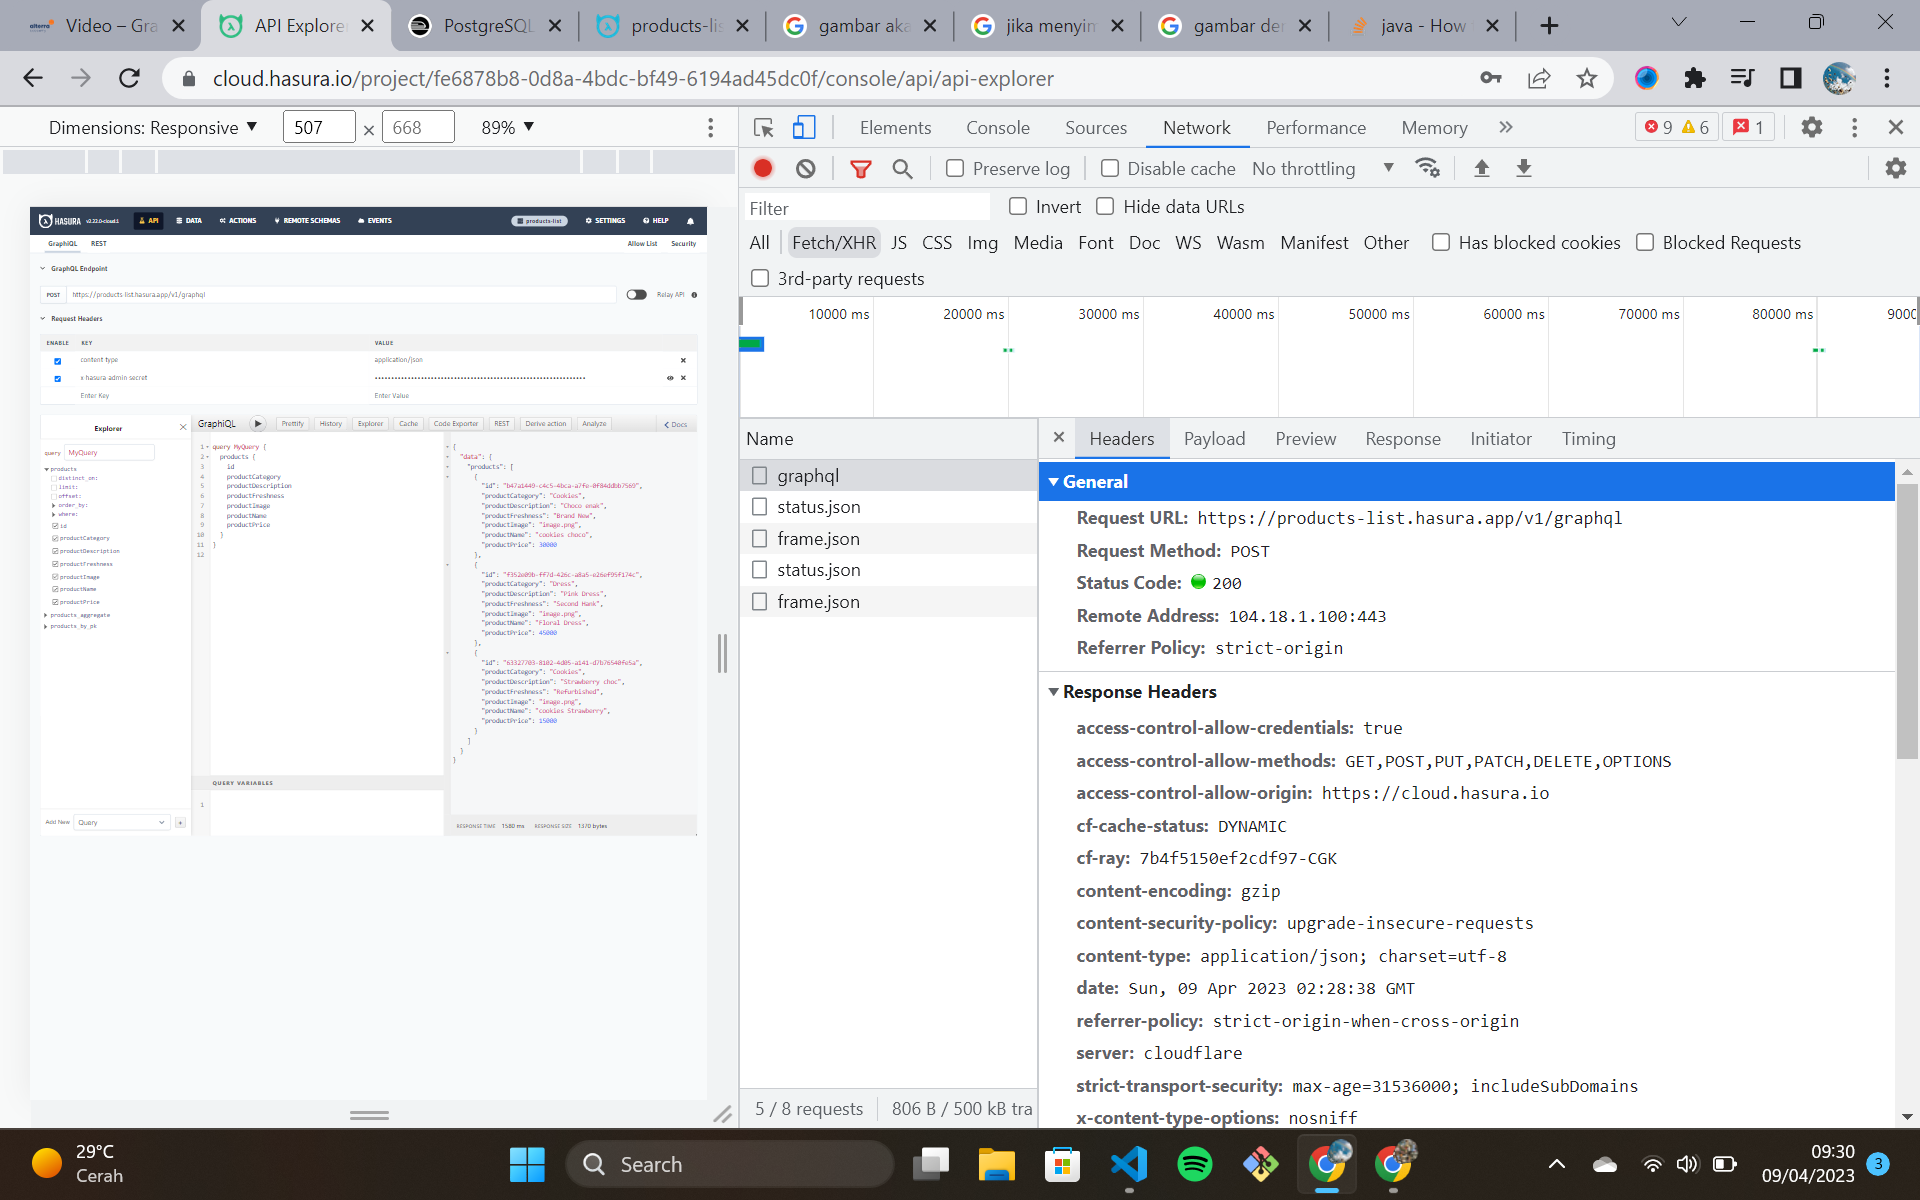 Video – Gra
API Explore
PostgreSQL
products-lis
gambar aka
jika menyim
gambar der
java - How
cloud.hasura.io/project/fe6878b8-0d8a-4bdc-bf49-6194ad45dc0f/console/api/api-explorer
Dimensions: Responsive ▼ 507 × 668 89% ▼
Elements Console Sources Network Performance Memory » 9 6 1
Preserve log Disable cache No throttling
Filter Invert Hide data URLs
All Fetch/XHR JS CSS Img Media Font Doc WS Wasm Manifest Other Has blocked cookies Blocked Requests
3rd-party requests
10000 ms 20000 ms 30000 ms 40000 ms 50000 ms 60000 ms 70000 ms 80000 ms 9000
HASURA v2.22.0-cloud.1 API DATA ACTIONS REMOTE SCHEMAS EVENTS products-list SETTINGS HELP
GraphiQL REST Allow List Security
GraphQL Endpoint
POST https://products-list.hasura.app/v1/graphql Relay API
Request Headers
ENABLE KEY VALUE
content-type application/json
x-hasura-admin-secret ••••••••••••••••••••••••••••••••••••••••••••••••••••••••••••••••
Enter Key Enter Value
Explorer
query MyQuery
products
distinct_on:
limit:
offset:
order_by:
where:
id
productCategory
productDescription
productFreshness
productImage
productName
productPrice
products_aggregate
products_by_pk
Add New Query +
GraphiQL Prettify History Explorer Cache Code Exporter REST Derive action Analyze < Docs
1 query MyQuery {
2 products {
3 id
4 productCategory
5 productDescription
6 productFreshness
7 productImage
8 productName
9 productPrice
10 }
11 }
12
QUERY VARIABLES
1
{
"data": {
"products": [
{
"id": "b47a1449-c4c5-4bca-a7fe-0f84ddbb7569",
"productCategory": "Cookies",
"productDescription": "Choco enak",
"productFreshness": "Brand New",
"productImage": "image.png",
"productName": "cookies choco",
"productPrice": 30000
},
{
"id": "f352e09b-ff7d-426c-a8a5-e26ef95f174c",
"productCategory": "Dress",
"productDescription": "Pink Dress",
"productFreshness": "Second Hank",
"productImage": "image.png",
"productName": "Floral Dress",
"productPrice": 45000
},
{
"id": "63327703-8102-4d05-a141-d7b76540fe5a",
"productCategory": "Cookies",
"productDescription": "Strawberry choc",
"productFreshness": "Refurbished",
"productImage": "image.png",
"productName": "cookies Strawberry",
"productPrice": 15000
}
]
}
}
RESPONSE TIME 1580 ms RESPONSE SIZE 1370 bytes
Name
graphql
status.json
frame.json
status.json
frame.json
5 / 8 requests 806 B / 500 kB tra
Headers Payload Preview Response Initiator Timing
General
Request URL: https://products-list.hasura.app/v1/graphql
Request Method: POST
Status Code: 200
Remote Address: 104.18.1.100:443
Referrer Policy: strict-origin
Response Headers
access-control-allow-credentials: true
access-control-allow-methods: GET,POST,PUT,PATCH,DELETE,OPTIONS
access-control-allow-origin: https://cloud.hasura.io
cf-cache-status: DYNAMIC
cf-ray: 7b4f5150ef2cdf97-CGK
content-encoding: gzip
content-security-policy: upgrade-insecure-requests
content-type: application/json; charset=utf-8
date: Sun, 09 Apr 2023 02:28:38 GMT
referrer-policy: strict-origin-when-cross-origin
server: cloudflare
strict-transport-security: max-age=31536000; includeSubDomains
x-content-type-options: nosniff
29°C
Cerah
Search
09:30
09/04/2023
3